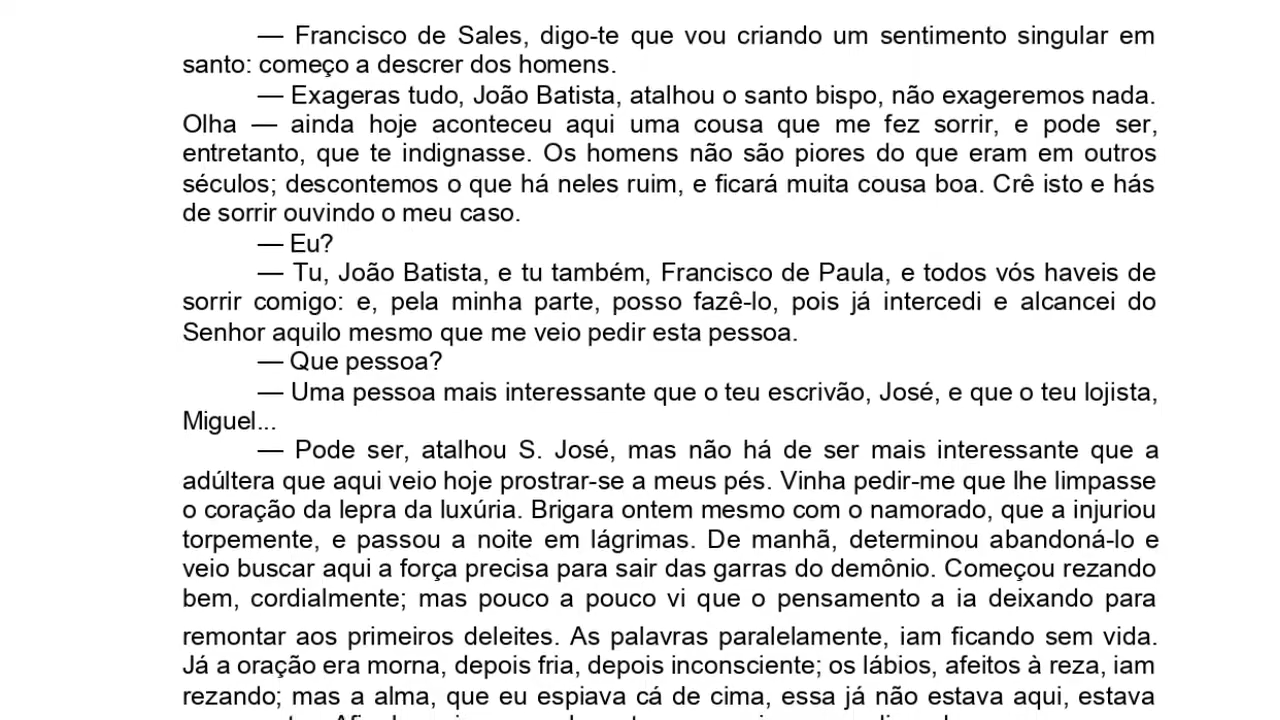 — Francisco de Sales, digo-te que vou criando um sentimento singular em
santo: começo a descrer dos homens.
— Exageras tudo, João Batista, atalhou o santo bispo, não exageremos nada.
Olha — ainda hoje aconteceu aqui uma cousa que me fez sorrir, e pode ser,
entretanto, que te indignasse. Os homens não são piores do que eram em outros
séculos; descontemos o que há neles ruim, e ficará muita cousa boa. Crê isto e hás
de sorrir ouvindo o meu caso.
— Eu?
— Tu, João Batista, e tu também, Francisco de Paula, e todos vós haveis de
sorrir comigo: e, pela minha parte, posso fazê-lo, pois já intercedi e alcancei do
Senhor aquilo mesmo que me veio pedir esta pessoa.
— Que pessoa?
— Uma pessoa mais interessante que o teu escrivão, José, e que o teu lojista,
Miguel...
— Pode ser, atalhou S. José, mas não há de ser mais interessante que a
adúltera que aqui veio hoje prostrar-se a meus pés. Vinha pedir-me que lhe limpasse
o coração da lepra da luxúria. Brigara ontem mesmo com o namorado, que a injuriou
torpemente, e passou a noite em lágrimas. De manhã, determinou abandoná-lo e
veio buscar aqui a força precisa para sair das garras do demônio. Começou rezando
bem, cordialmente; mas pouco a pouco vi que o pensamento a ia deixando para
remontar aos primeiros deleites. As palavras paralelamente, iam ficando sem vida.
Já a oração era morna, depois fria, depois inconsciente; os lábios, afeitos à reza, iam
rezando; mas a alma, que eu espiava cá de cima, essa já não estava aqui, estava